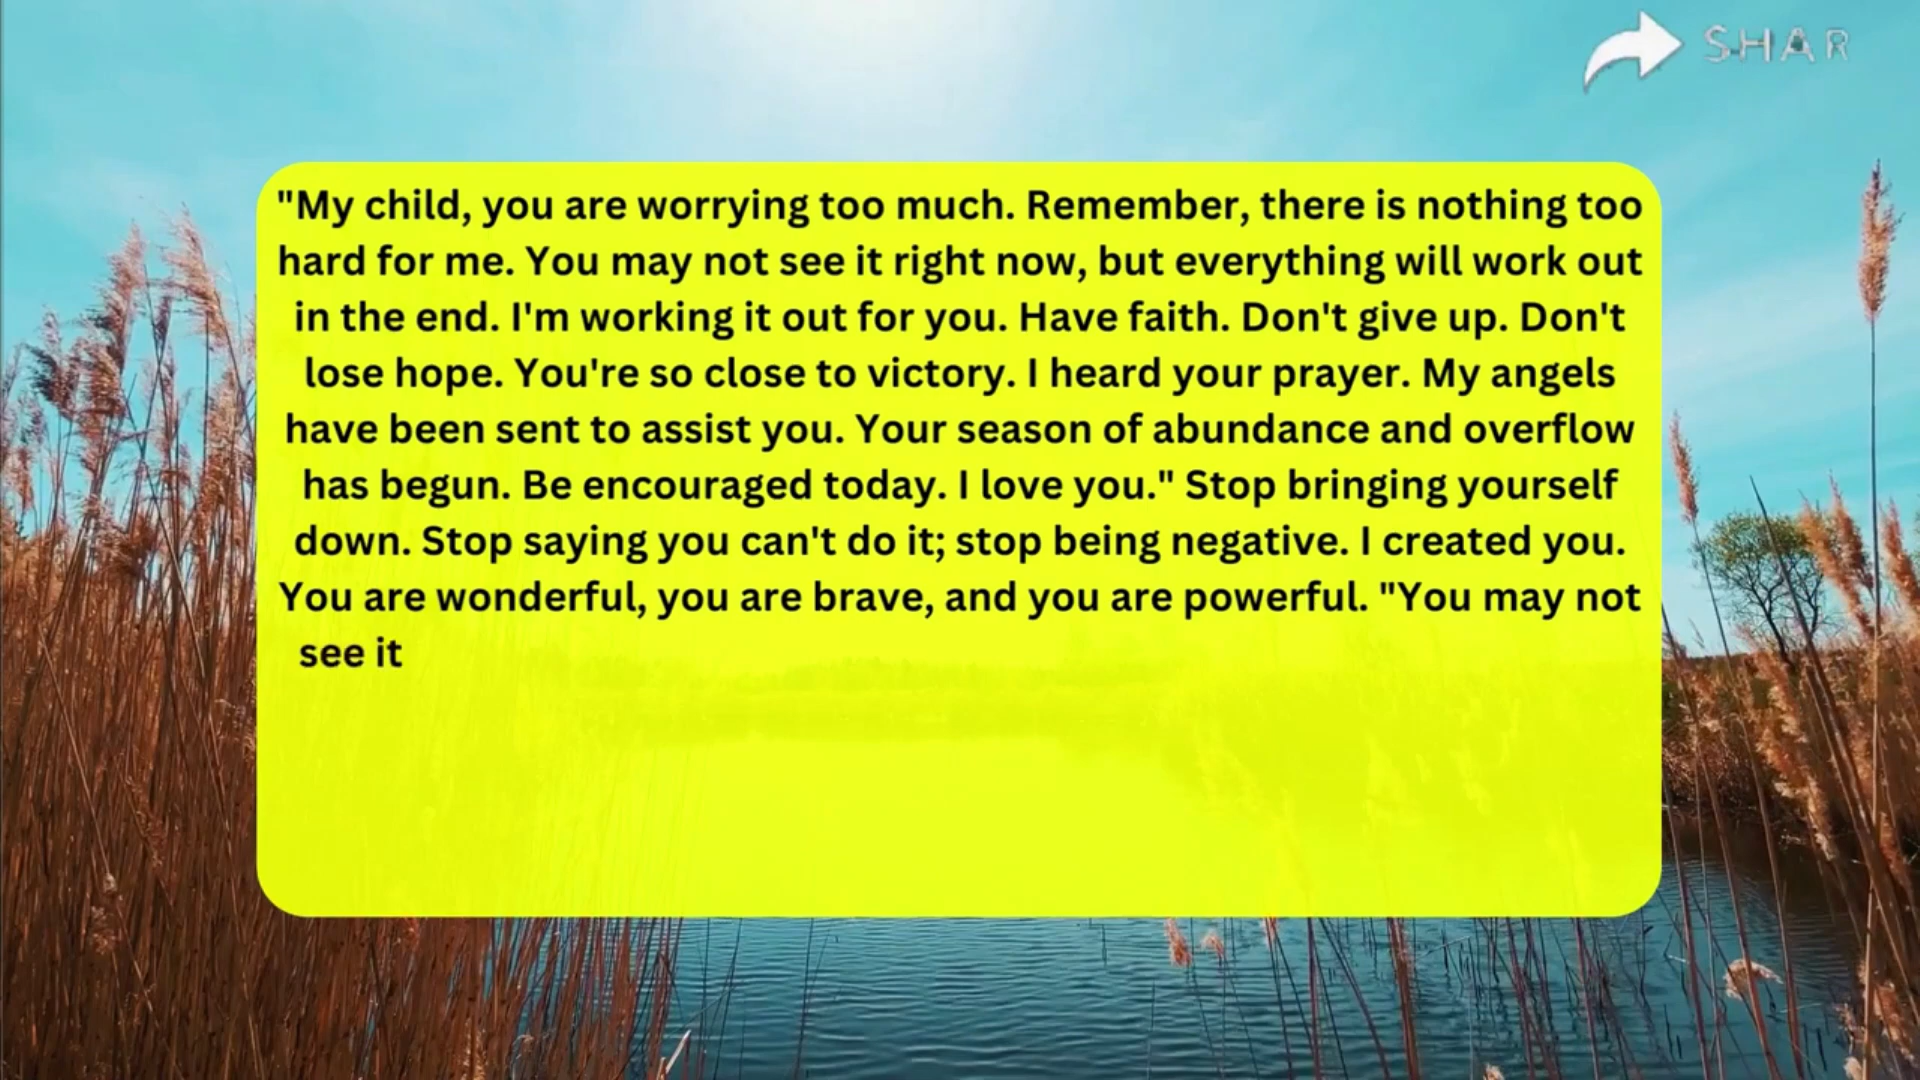 SHAR
"My child, you are worrying too much. Remember, there is nothing too
hard for me. You may not see it right now, but everything will work out
in the end. I'm working it out for you. Have faith. Don't give up. Don't
lose hope. You're so close to victory. I heard your prayer. My angels
have been sent to assist you. Your season of abundance and overflow
has begun. Be encouraged today. I love you." Stop bringing yourself
down. Stop saying you can't do it; stop being negative. I created you.
You are wonderful, you are brave, and you are powerful. "You may not
see it